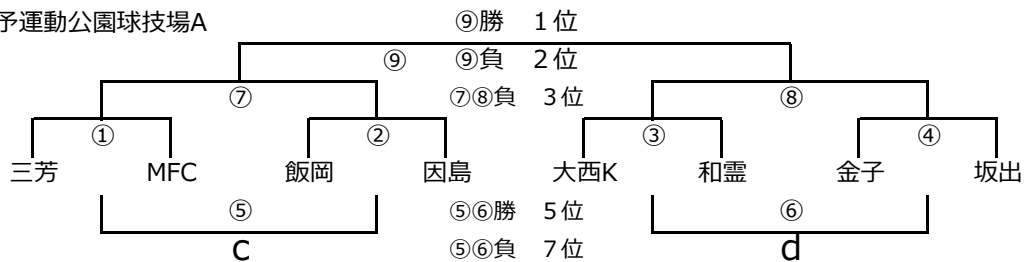 予運動公園球技場A
⑨勝 1位
⑨ ⑨負 2位
⑦ ⑦⑧負 3位 ⑧
① ② ③ ④
三芳 MFC 飯岡 因島 大西K 和霊 金子 坂出
⑤ ⑤⑥勝 5位 ⑥
c ⑤⑥負 7位 d